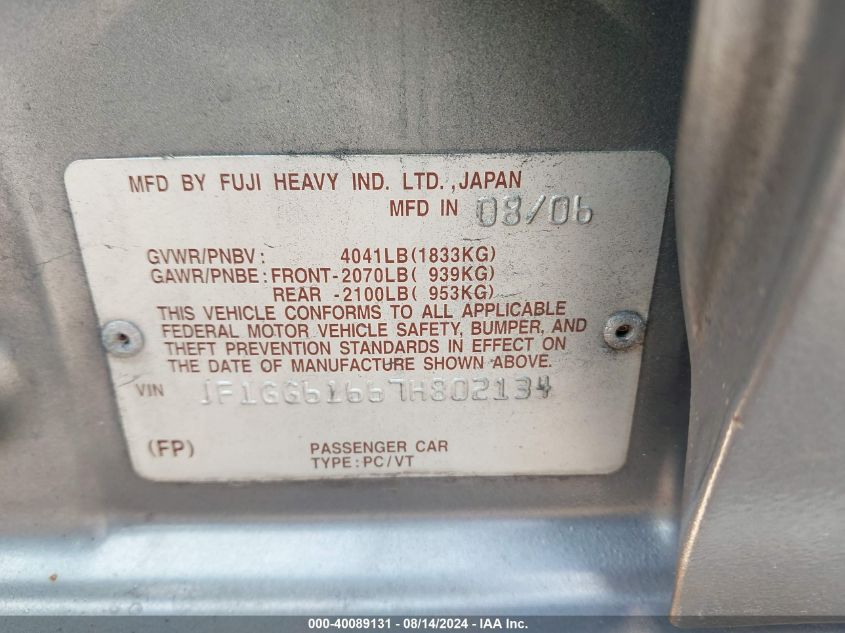 MFD BY FUJI HEAVY IND. LTD.,JAPAN
MFD IN 08/06
GVWR/PNBV: 4041LB(1833KG)
GAWR/PNBE:FRONT-2070LB( 939KG)
REAR -2100LB( 953KG)
THIS VEHICLE CONFORMS TO ALL APPLICABLE
FEDERAL MOTOR VEHICLE SAFETY, BUMPER, AND
THEFT PREVENTION STANDARDS IN EFFECT ON
THE DATE OF MANUFACTURE SHOWN ABOVE.
VIN JF1GG61667H802134
(FP) PASSENGER CAR
TYPE:PC/VT
000-40089131 - 08/14/2024 - IAA Inc.